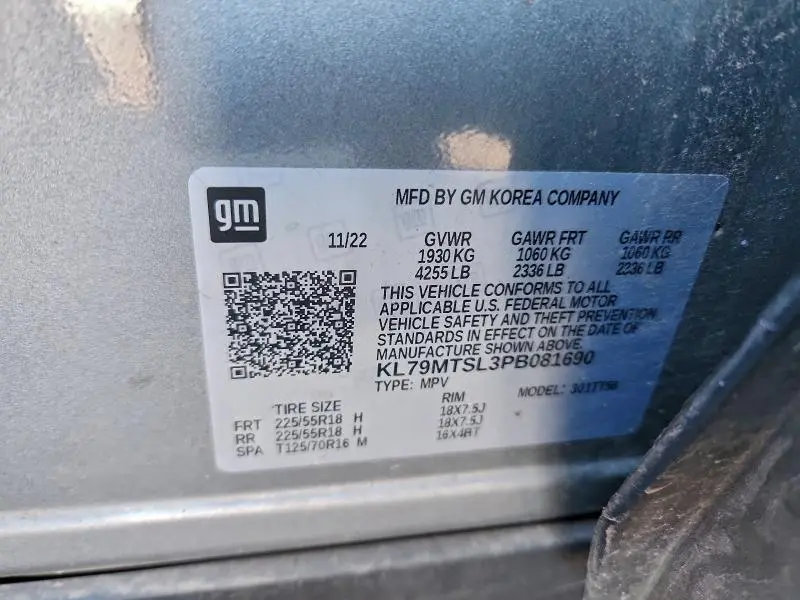 gm
MFD BY GM KOREA COMPANY
11/22 GVWR GAWR FRT GAWR RR
1930 KG 1060 KG 1060 KG
4255 LB 2336 LB 2336 LB
THIS VEHICLE CONFORMS TO ALL
APPLICABLE U.S. FEDERAL MOTOR
VEHICLE SAFETY AND THEFT PREVENTION
STANDARDS IN EFFECT ON THE DATE OF
MANUFACTURE SHOWN ABOVE.
KL79MTSL3PB081690
TYPE: MPV MODEL:
TIRE SIZE RIM
FRT 225/55R18 H 18X7.5J
RR 225/55R18 H 18X7.5J
SPA T125/70R16 M 16X4BT